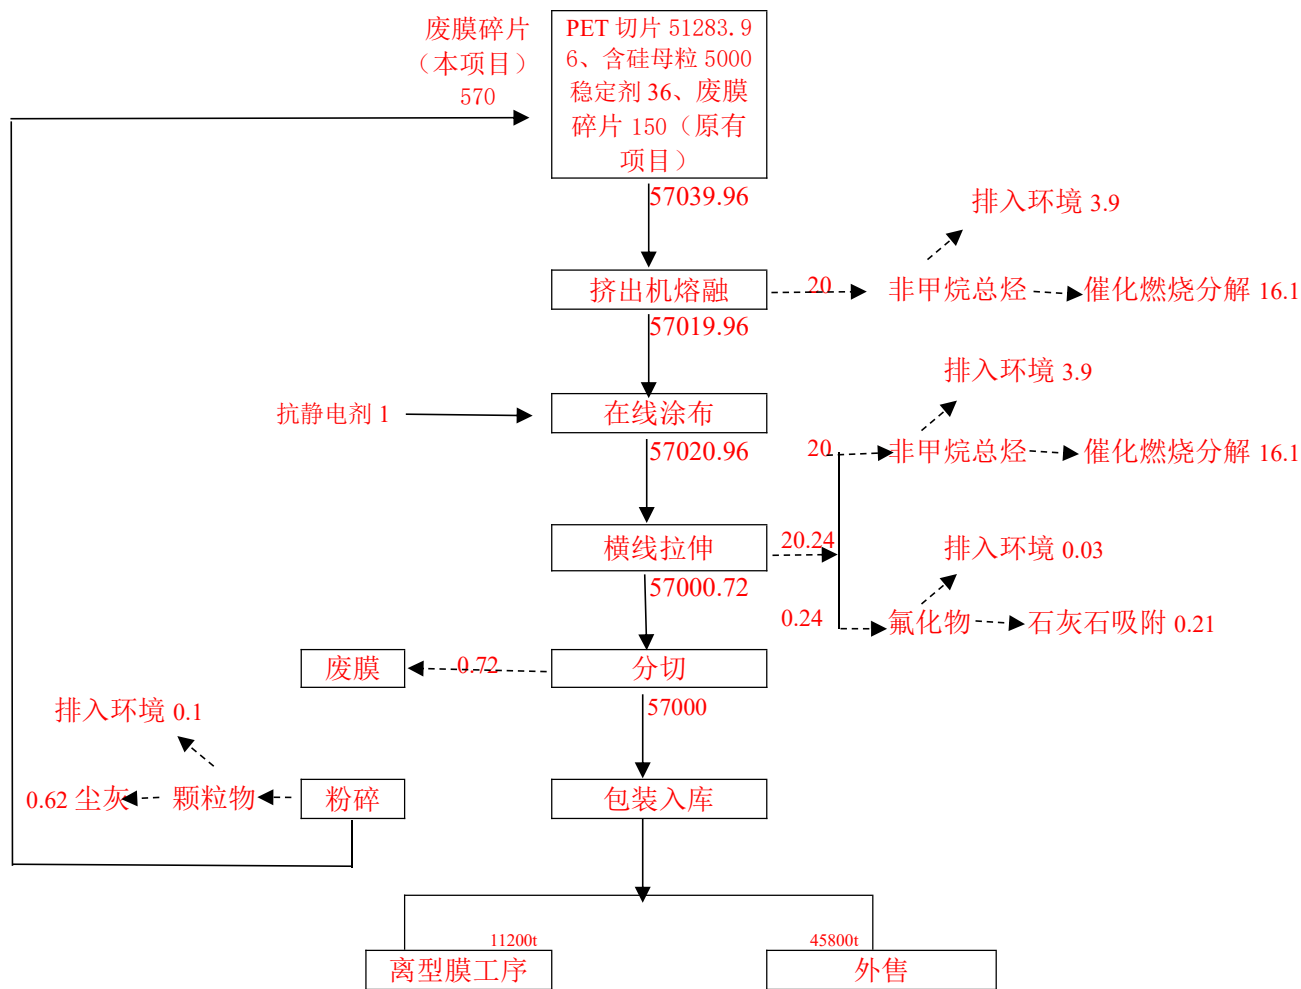 废膜碎片
（本项目）
570
PET 切片 51283.9
6、含硅母粒 5000
稳定剂 36、废膜
碎片 150（原有
项目）
57039.96
排入环境 3.9
挤出机熔融
20
非甲烷总烃
催化燃烧分解 16.1
57019.96
排入环境 3.9
抗静电剂 1
在线涂布
57020.96
20
非甲烷总烃
催化燃烧分解 16.1
横线拉伸
20.24
排入环境 0.03
57000.72
0.24
氟化物
石灰石吸附 0.21
废膜
0.72
分切
57000
排入环境 0.1
0.62 尘灰
颗粒物
粉碎
包装入库
11200t
45800t
离型膜工序
外售